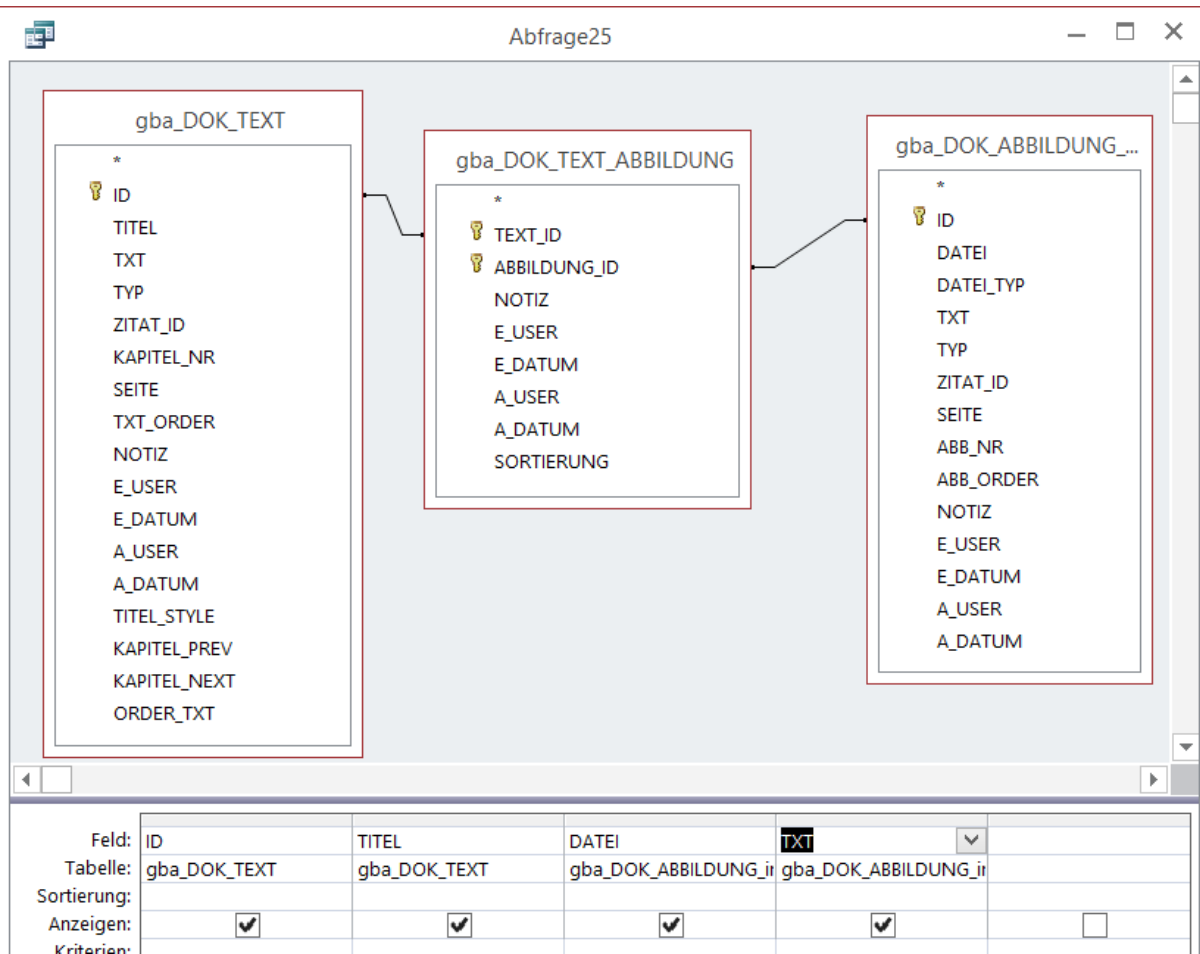 Abfrage25
gba_DOK_TEXT
*
ID
TITEL
TXT
TYP
ZITAT_ID
KAPITEL_NR
SEITE
TXT_ORDER
NOTIZ
E_USER
E_DATUM
A_USER
A_DATUM
TITEL_STYLE
KAPITEL_PREV
KAPITEL_NEXT
ORDER_TXT
gba_DOK_TEXT_ABBILDUNG
*
TEXT_ID
ABBILDUNG_ID
NOTIZ
E_USER
E_DATUM
A_USER
A_DATUM
SORTIERUNG
gba_DOK_ABBILDUNG_...
*
ID
DATEI
DATEI_TYP
TXT
TYP
ZITAT_ID
SEITE
ABB_NR
ABB_ORDER
NOTIZ
E_USER
E_DATUM
A_USER
A_DATUM
Feld: ID TITEL DATEI TXT
Tabelle: gba_DOK_TEXT gba_DOK_TEXT gba_DOK_ABBILDUNG_ir gba_DOK_ABBILDUNG_ir
Sortierung:
Anzeigen:
Kriterien: